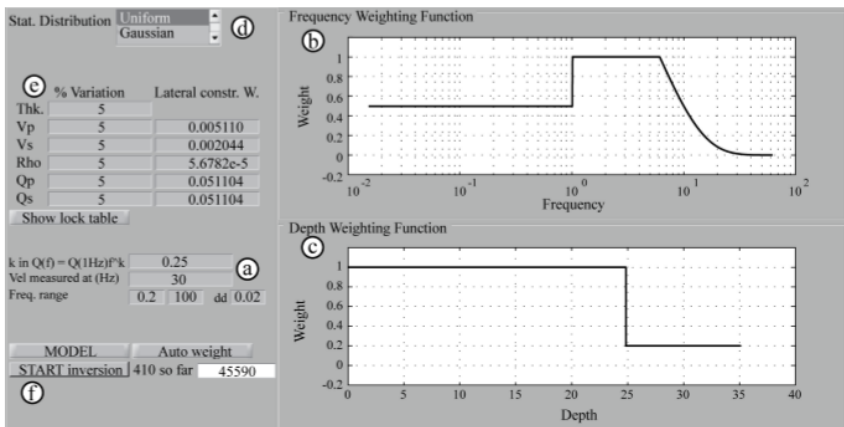 Stat. Distribution Uniform
Gaussian
d
e
% Variation Lateral constr. W.
Thk. 5
Vp 5 0.005110
Vs 5 0.002044
Rho 5 5.6782e-5
Qp 5 0.051104
Qs 5 0.051104
Show lock table
k in Q(f) = Q(1Hz)f^k 0.25
Vel measured at (Hz) 30
a
Freq. range 0.2 100 dd 0.02
MODEL Auto weight
START inversion 410 so far 45590
f
Frequency Weighting Function
b
Weight
1
0.8
0.6
0.4
0.2
0
-0.2
10^-2 10^-1 10^0 10^1 10^2
Frequency
Depth Weighting Function
c
Weight
1
0.8
0.6
0.4
0.2
0
-0.2
0 5 10 15 20 25 30 35 40
Depth